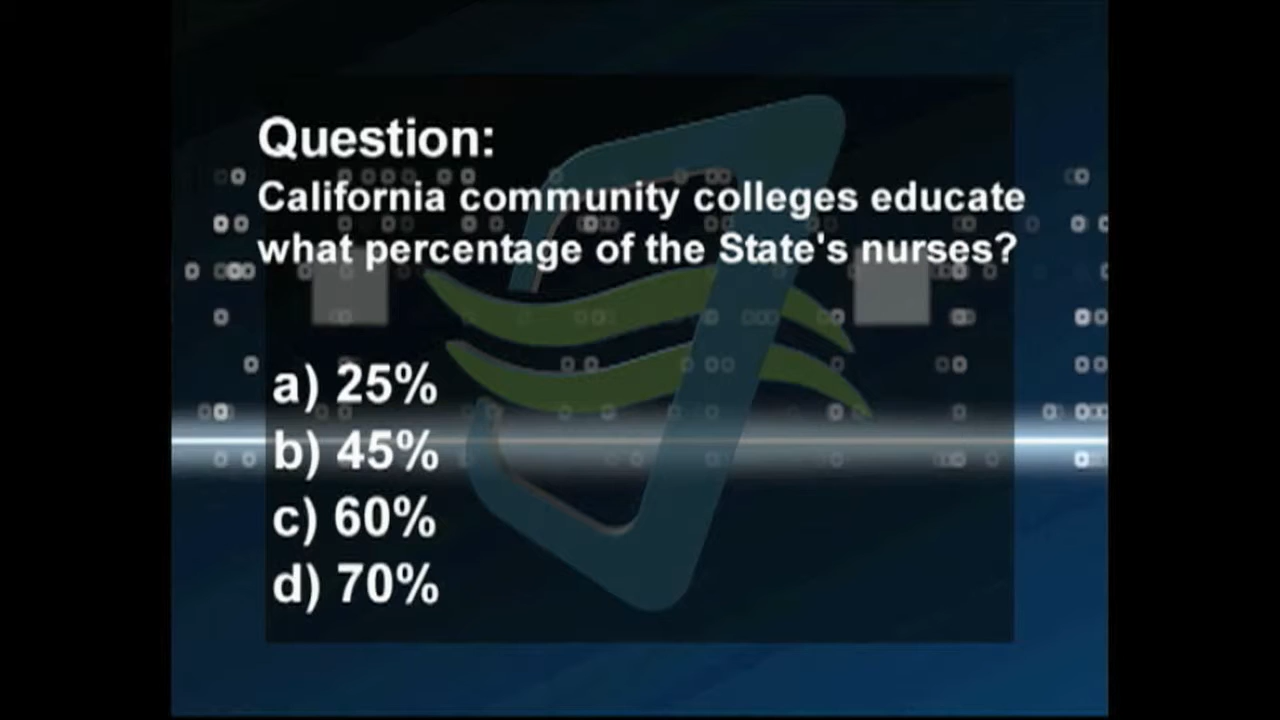 Question:
California community colleges educate
what percentage of the State's nurses?
a) 25%
b) 45%
c) 60%
d) 70%